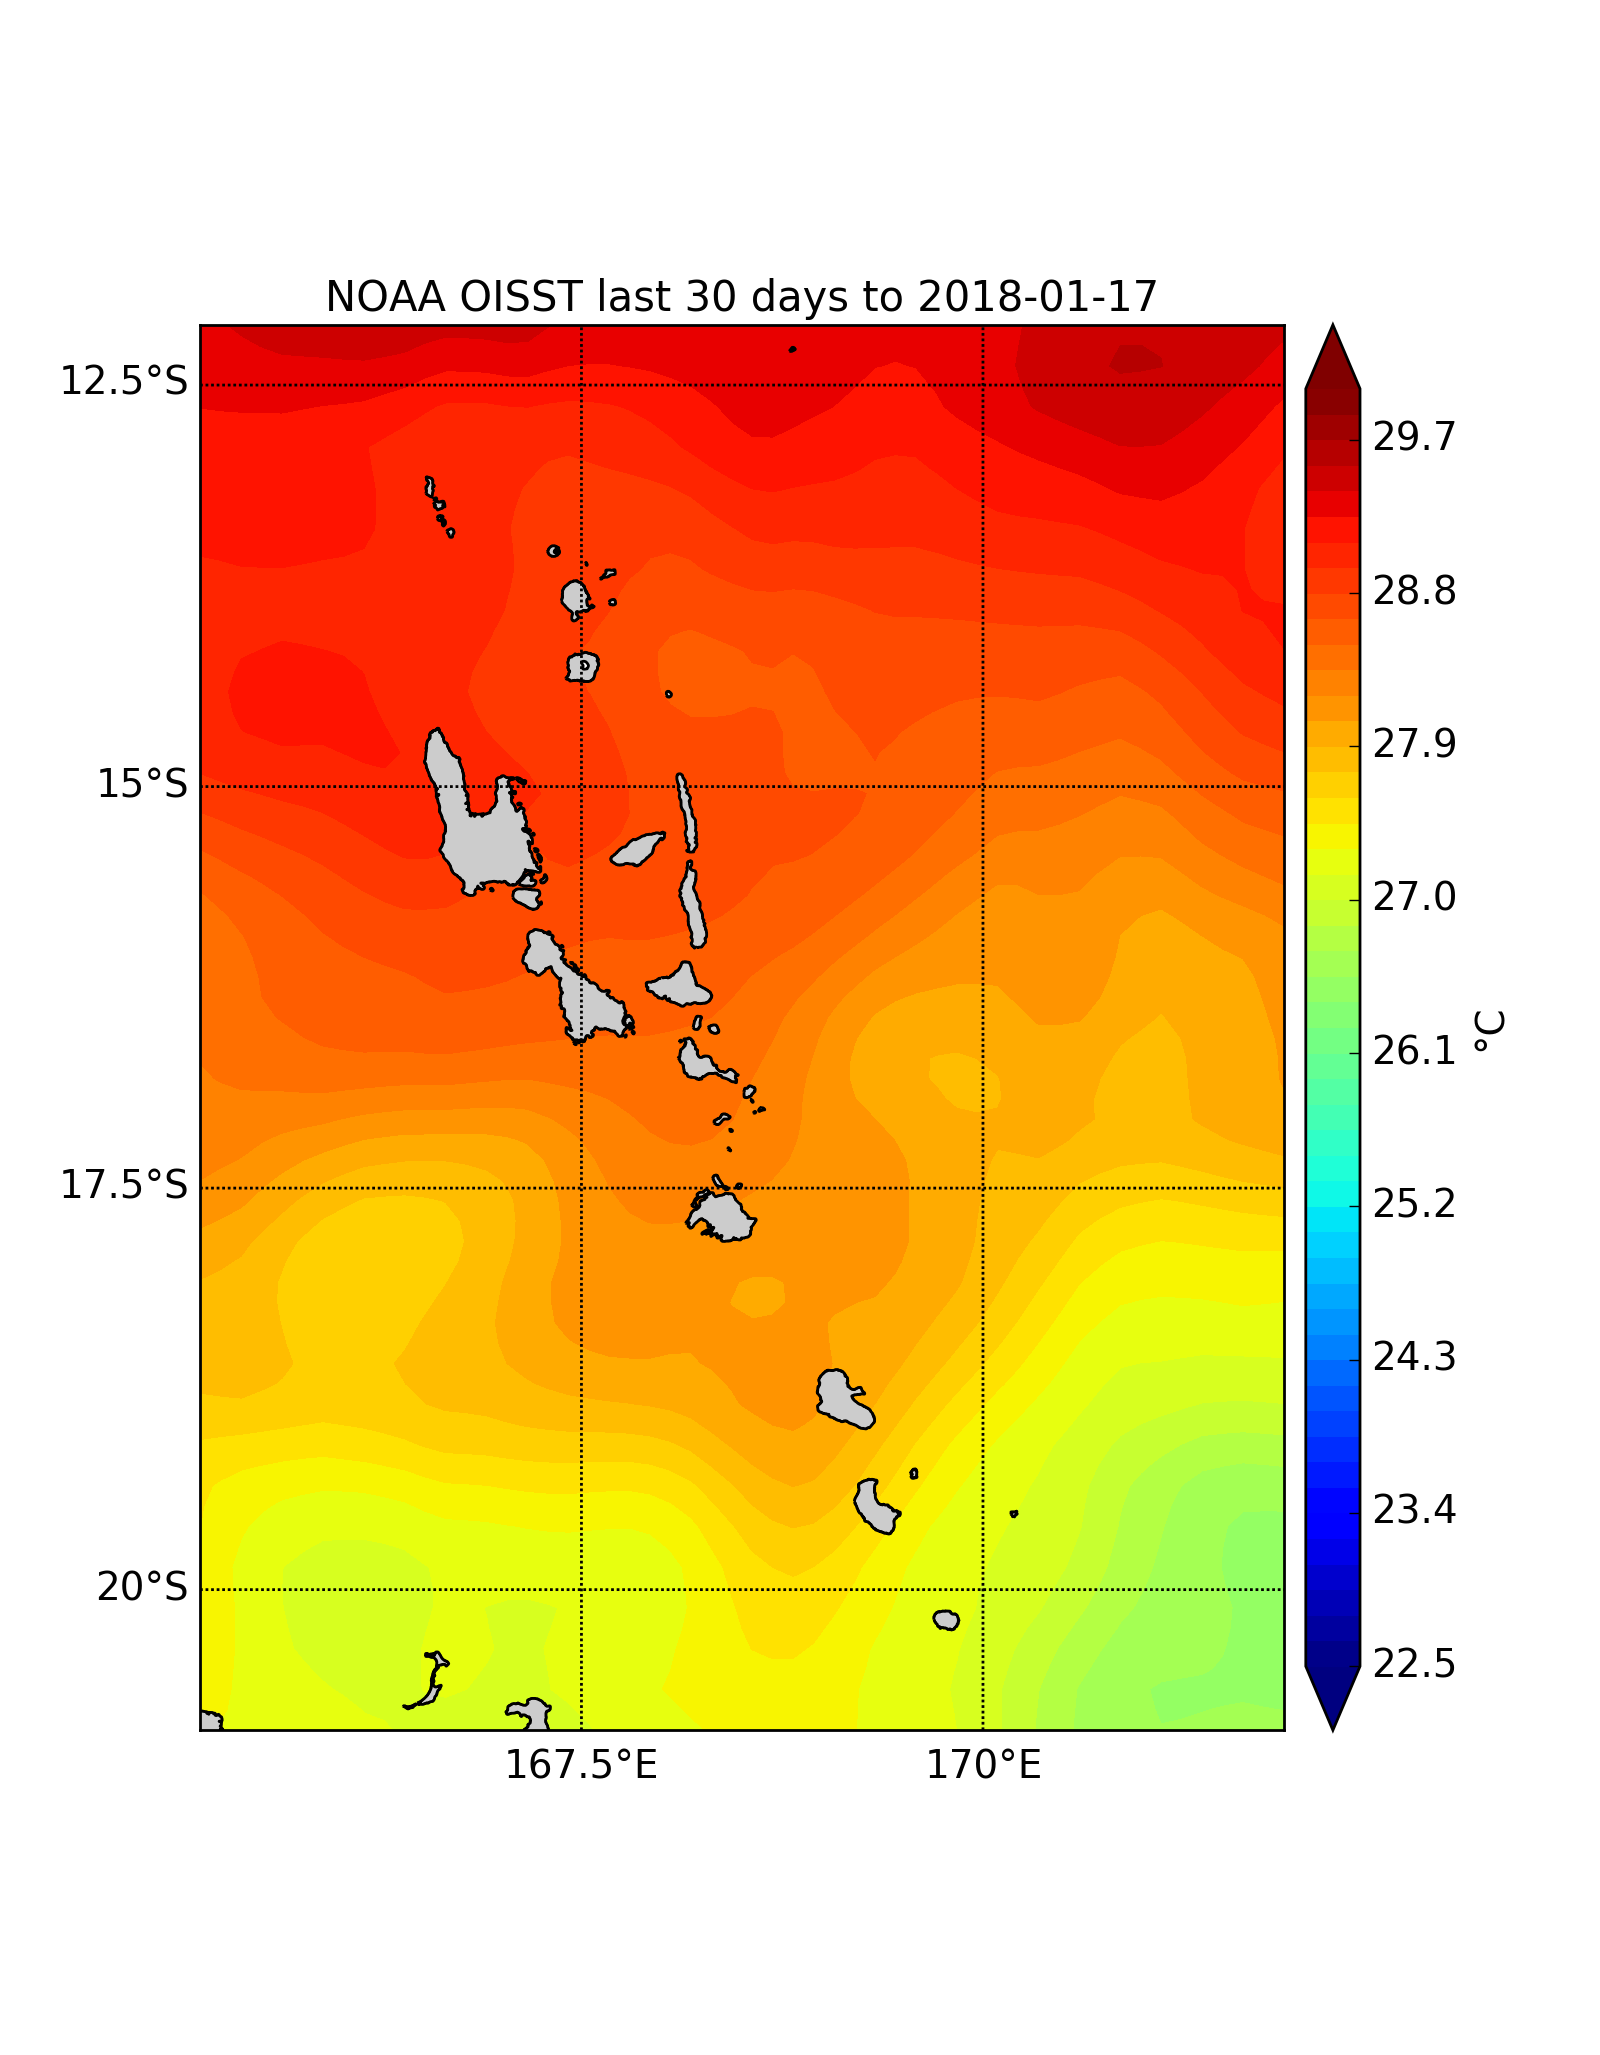 NOAA OISST last 30 days to 2018-01-17
12.5°S
15°S
17.5°S
20°S
167.5°E
170°E
29.7
28.8
27.9
27.0
26.1
25.2
24.3
23.4
22.5
°C